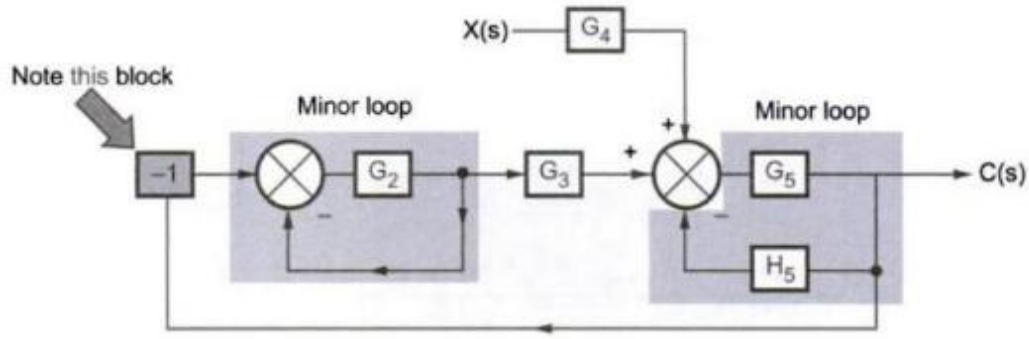 X(s)
G4
Note this block
Minor loop
Minor loop
+
+
−1
G2
G3
G5
C(s)
−
−
H5